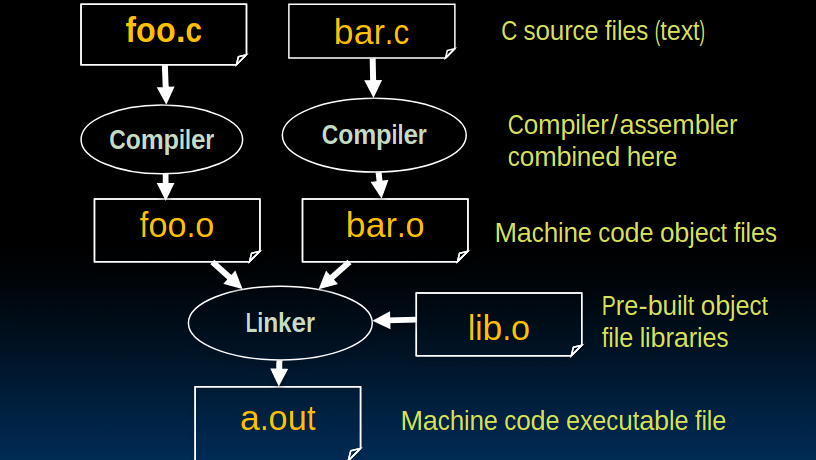 foo.c
bar.c
C source files (text)
Compiler
Compiler
Compiler/assembler
combined here
foo.o
bar.o
Machine code object files
Linker
lib.o
Pre-built object
file libraries
a.out
Machine code executable file